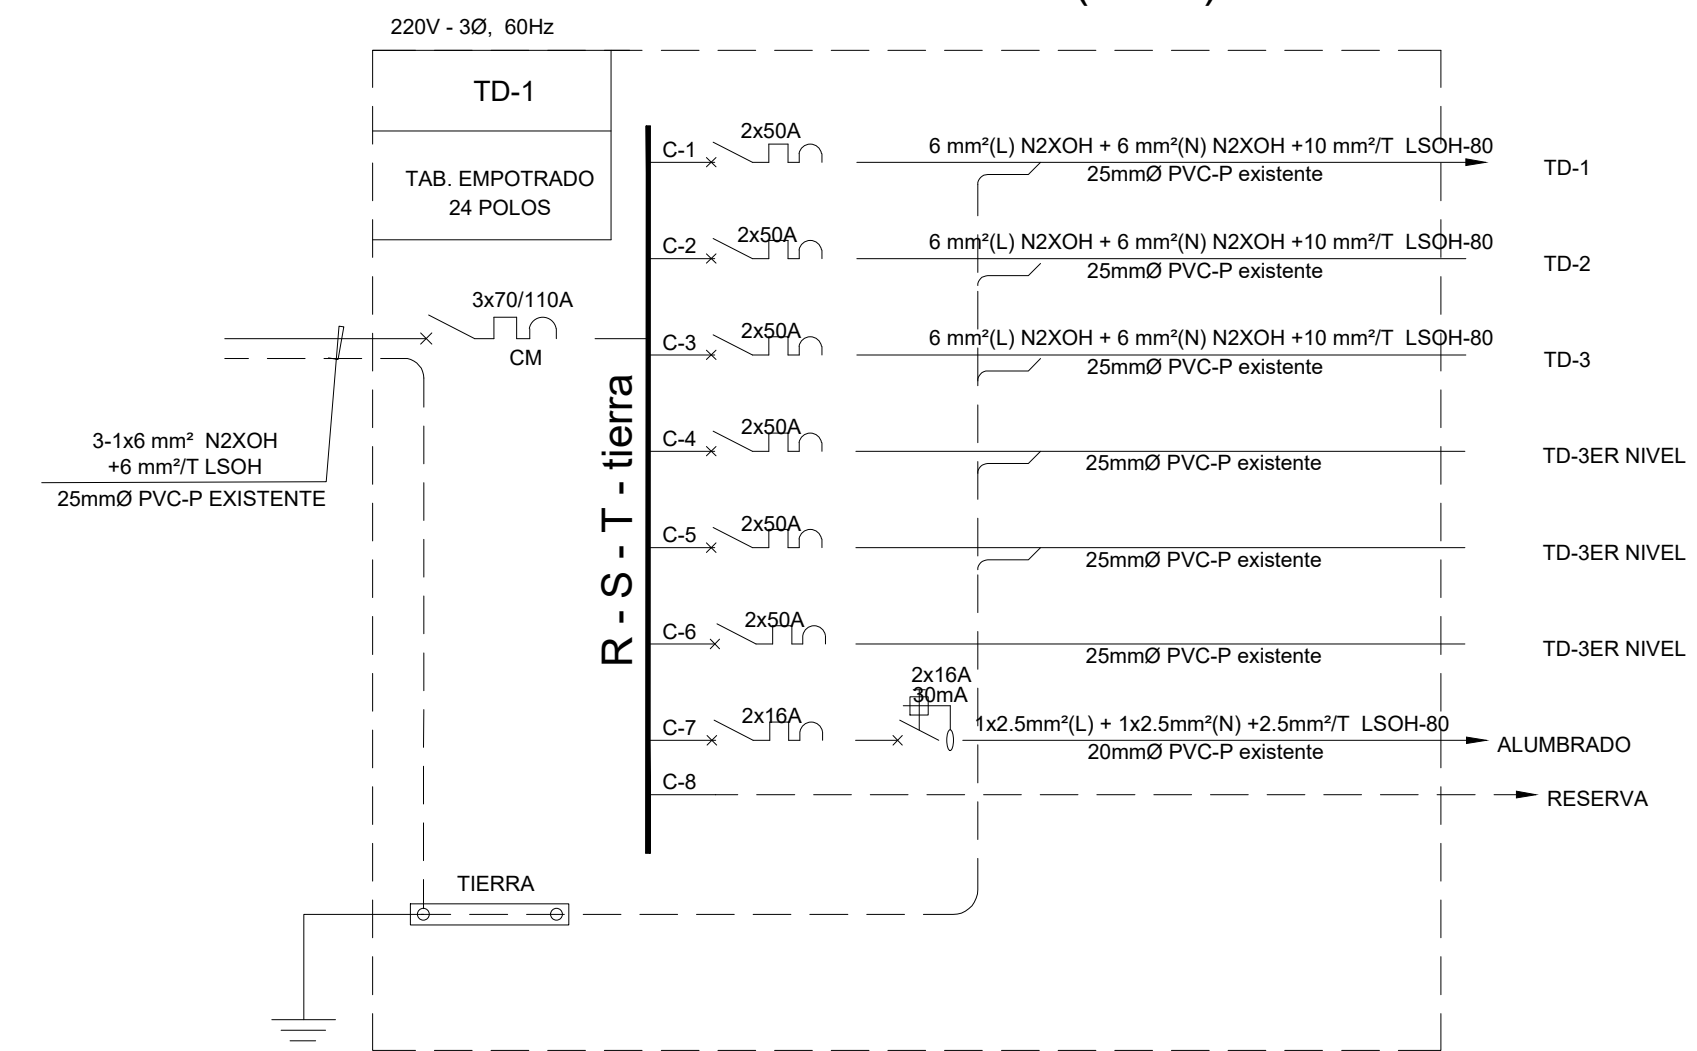 220V - 3Ø, 60Hz
TD-1
TAB. EMPOTRADO
24 POLOS
3x70/110A
CM
3-1x6 mm² N2XOH
+6 mm²/T LSOH
25mmØ PVC-P EXISTENTE
R - S - T - tierra
C-1
2x50A
6 mm²(L) N2XOH + 6 mm²(N) N2XOH +10 mm²/T LSOH-80
25mmØ PVC-P existente
TD-1
C-2
2x50A
6 mm²(L) N2XOH + 6 mm²(N) N2XOH +10 mm²/T LSOH-80
25mmØ PVC-P existente
TD-2
C-3
2x50A
6 mm²(L) N2XOH + 6 mm²(N) N2XOH +10 mm²/T LSOH-80
25mmØ PVC-P existente
TD-3
C-4
2x50A
25mmØ PVC-P existente
TD-3ER NIVEL
C-5
2x50A
25mmØ PVC-P existente
TD-3ER NIVEL
C-6
2x50A
25mmØ PVC-P existente
TD-3ER NIVEL
C-7
2x16A
2x16A
30mA
1x2.5mm²(L) + 1x2.5mm²(N) +2.5mm²/T LSOH-80
20mmØ PVC-P existente
ALUMBRADO
C-8
RESERVA
TIERRA